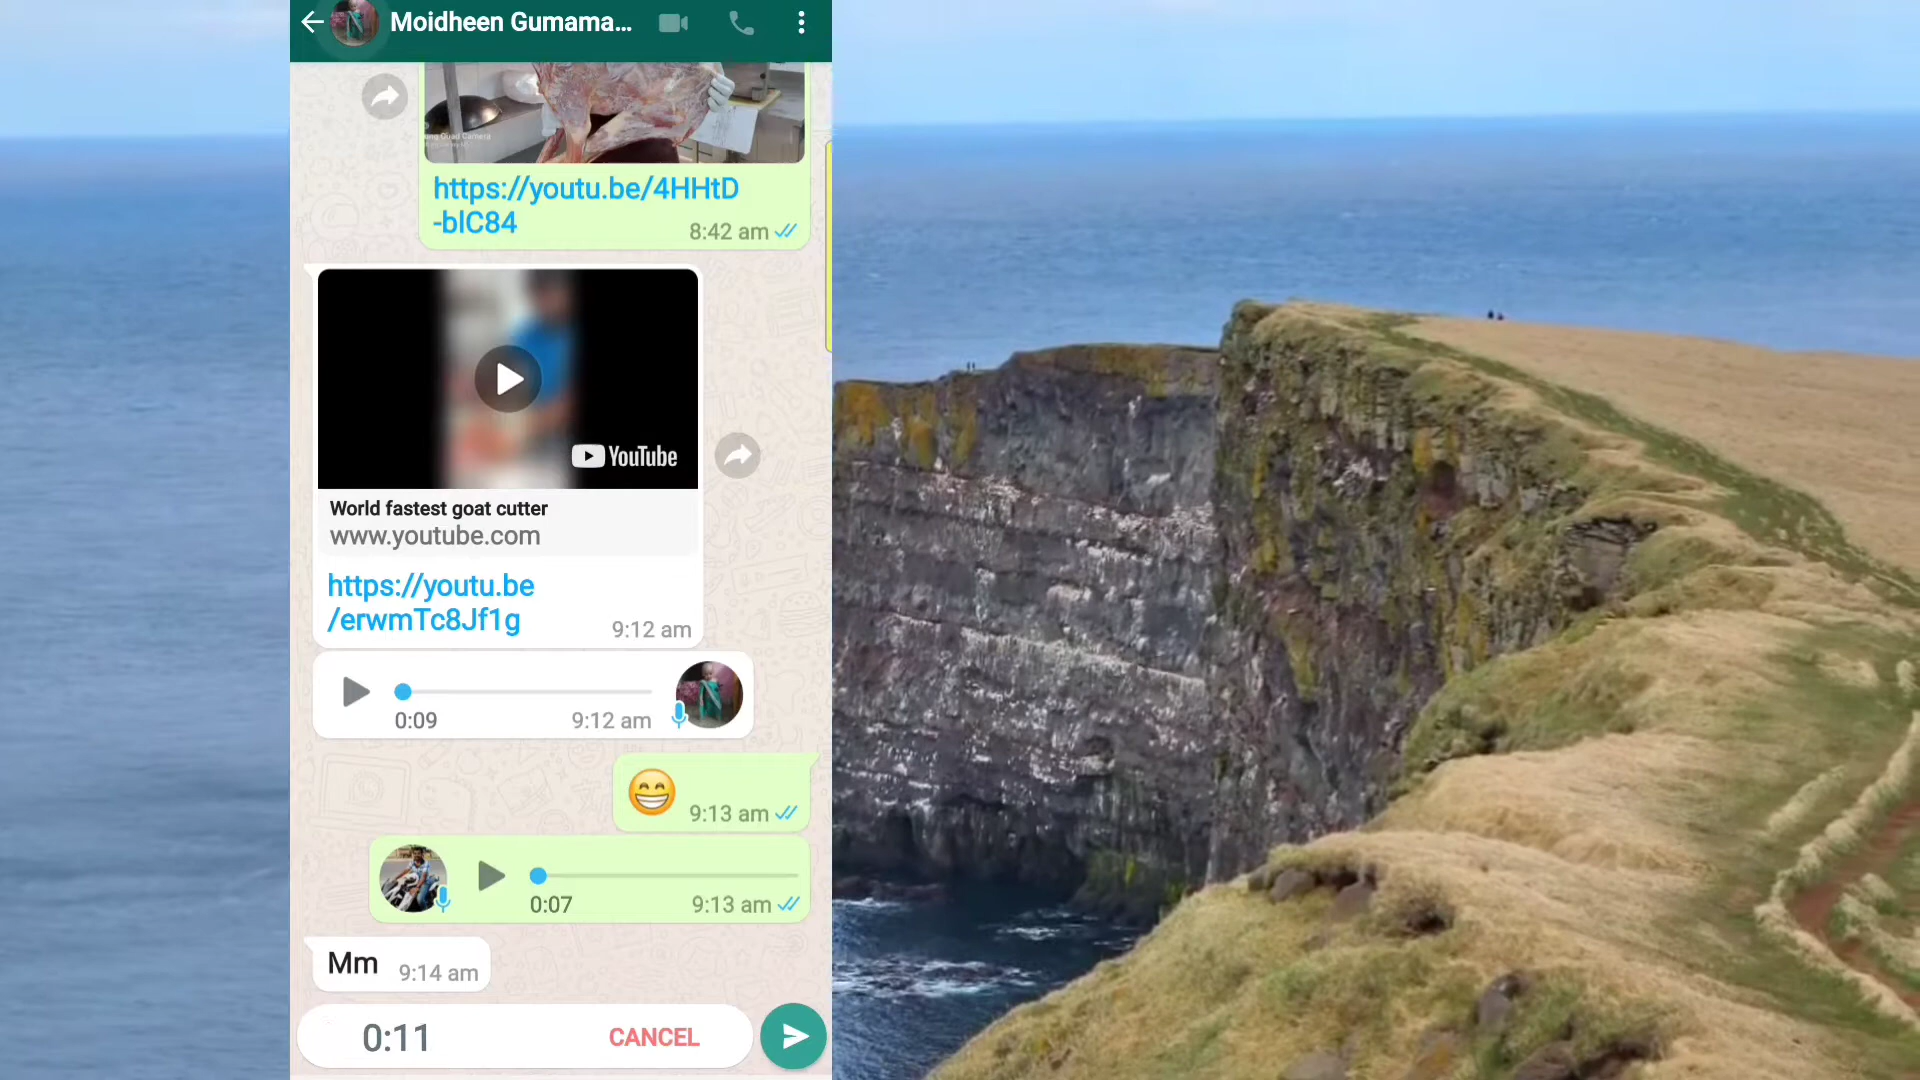 Moidheen Gumama...
https://youtu.be/4HHtD
-blC84
8:42 am
YouTube
World fastest goat cutter
www.youtube.com
https://youtu.be
/erwmTc8Jf1g
9:12 am
0:09 9:12 am
9:13 am
0:07 9:13 am
Mm 9:14 am
0:11 CANCEL